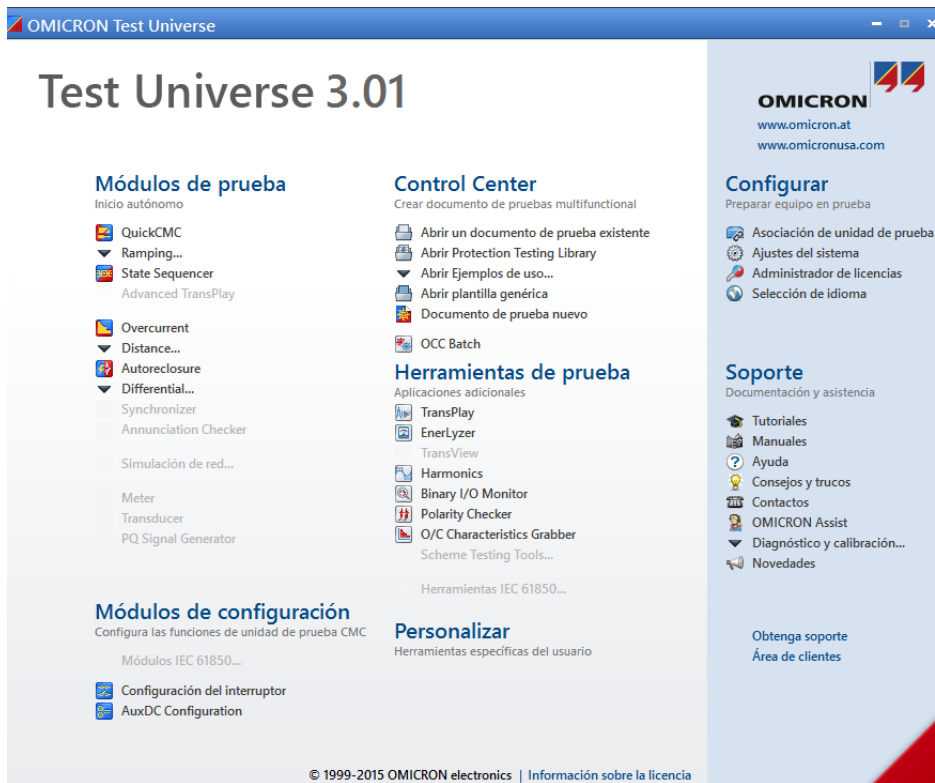 OMICRON Test Universe
Test Universe 3.01
OMICRON
www.omicron.at
www.omicronusa.com
Módulos de prueba
Inicio autónomo
QuickCMC
Ramping...
State Sequencer
Advanced TransPlay
Overcurrent
Distance...
Autoreclosure
Differential...
Synchronizer
Annunciation Checker
Simulación de red...
Meter
Transducer
PQ Signal Generator
Módulos de configuración
Configura las funciones de unidad de prueba CMC
Módulos IEC 61850...
Configuración del interruptor
AuxDC Configuration
Control Center
Crear documento de pruebas multifunctional
Abrir un documento de prueba existente
Abrir Protection Testing Library
Abrir Ejemplos de uso...
Abrir plantilla genérica
Documento de prueba nuevo
OCC Batch
Herramientas de prueba
Aplicaciones adicionales
TransPlay
EnerLyzer
TransView
Harmonics
Binary I/O Monitor
Polarity Checker
O/C Characteristics Grabber
Scheme Testing Tools...
Herramientas IEC 61850...
Personalizar
Herramientas específicas del usuario
Configurar
Preparar equipo en prueba
Asociación de unidad de prueba
Ajustes del sistema
Administrador de licencias
Selección de idioma
Soporte
Documentación y asistencia
Tutoriales
Manuales
Ayuda
Consejos y trucos
Contactos
OMICRON Assist
Diagnóstico y calibración...
Novedades
Obtenga soporte
Área de clientes
© 1999-2015 OMICRON electronics | Información sobre la licencia